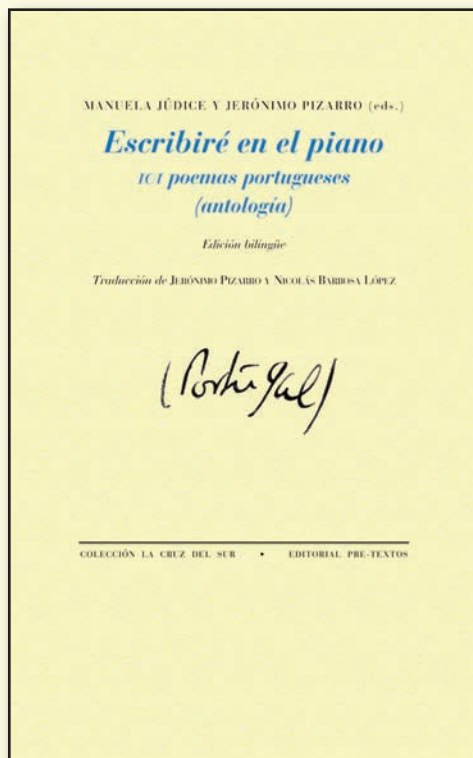 MANUELA JÚDICE Y JERÓNIMO PIZARRO (eds.)
Escribiré en el piano
101 poemas portugueses
(antología)
Edición bilingüe
Traducción de JERÓNIMO PIZARRO Y NICOLÁS BARBOSA LÓPEZ
(Portugal)
COLECCIÓN LA CRUZ DEL SUR • EDITORIAL PRE-TEXTOS